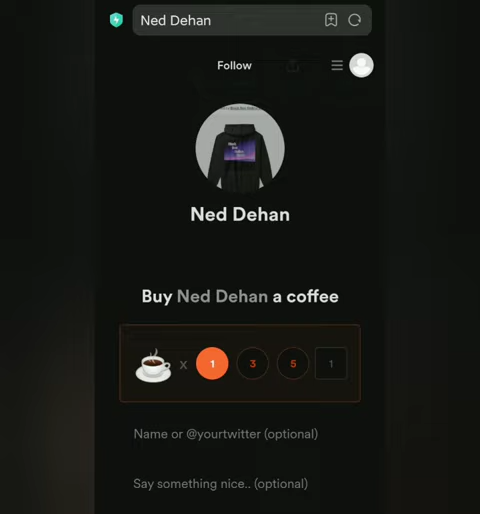 Ned Dehan
Follow
Ned Dehan
Buy Ned Dehan a coffee
x 1 3 5 1
Name or @yourtwitter (optional)
Say something nice.. (optional)